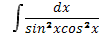 ∫ dx / sin²xcos²x